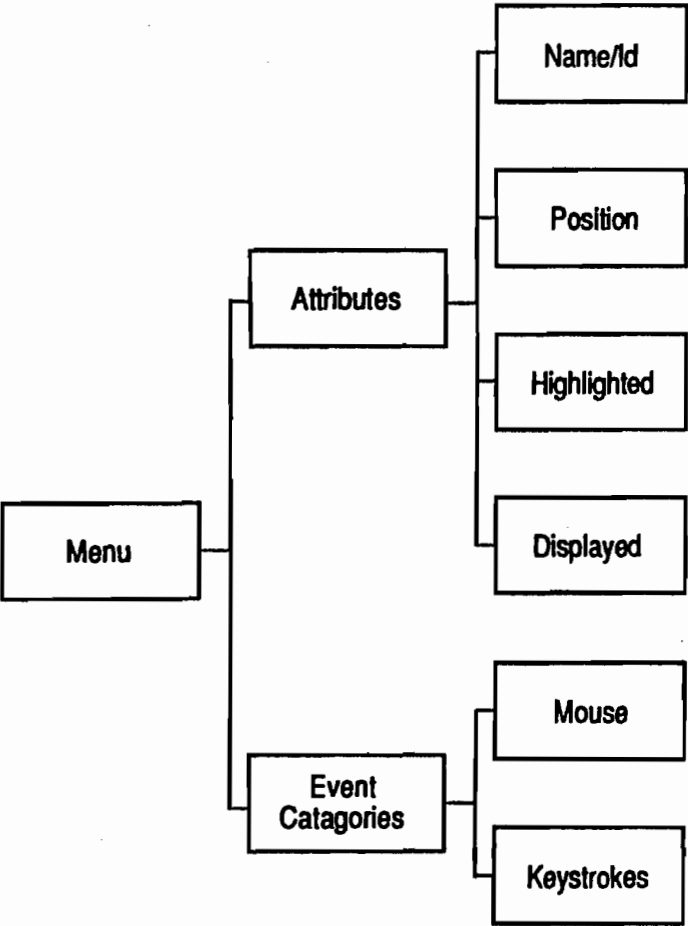 Name/Id
Position
Attributes
Highlighted
Displayed
Menu
Mouse
Event
Catagories
Keystrokes